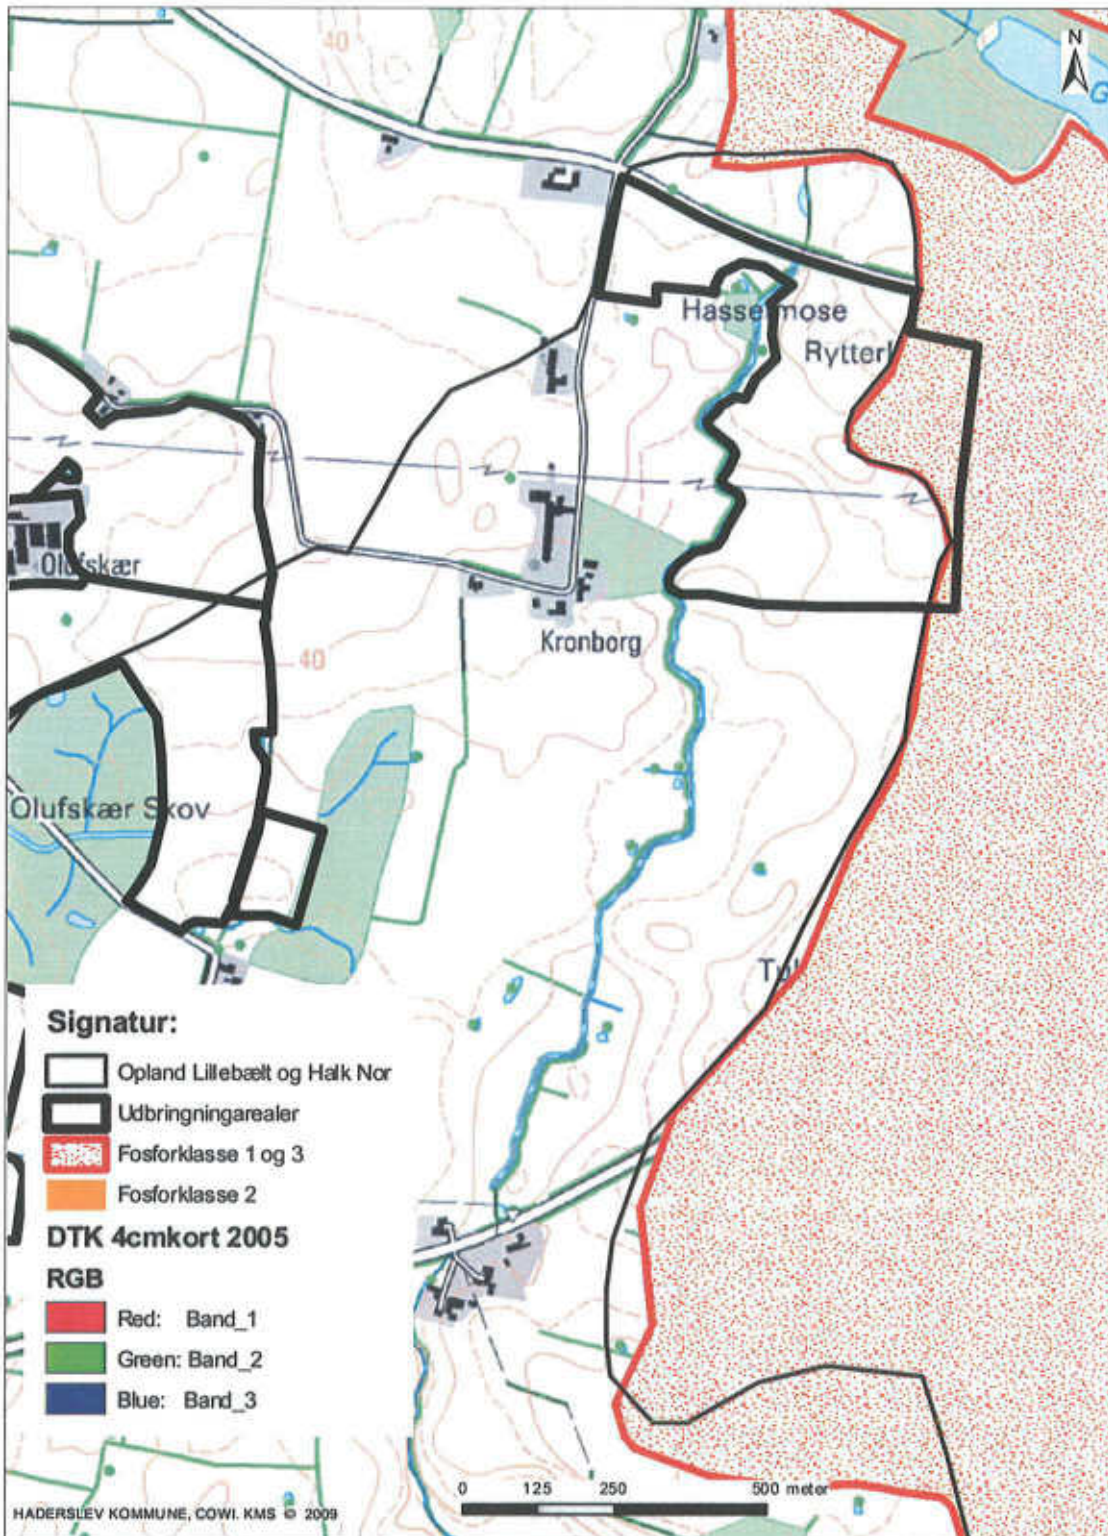 40
N
G
Hasselmose
Rytterl
Olufskær
Kronborg
40
Olufskær Skov
Signatur:
Opland Lillebælt og Halk Nor
Udbringningarealer
Fosforklasse 1 og 3
Fosforklasse 2
DTK 4cmkort 2005
RGB
Red: Band_1
Green: Band_2
Blue: Band_3
0 125 250 500 meter
HADERSLEV KOMMUNE, COWI. KMS © 2009